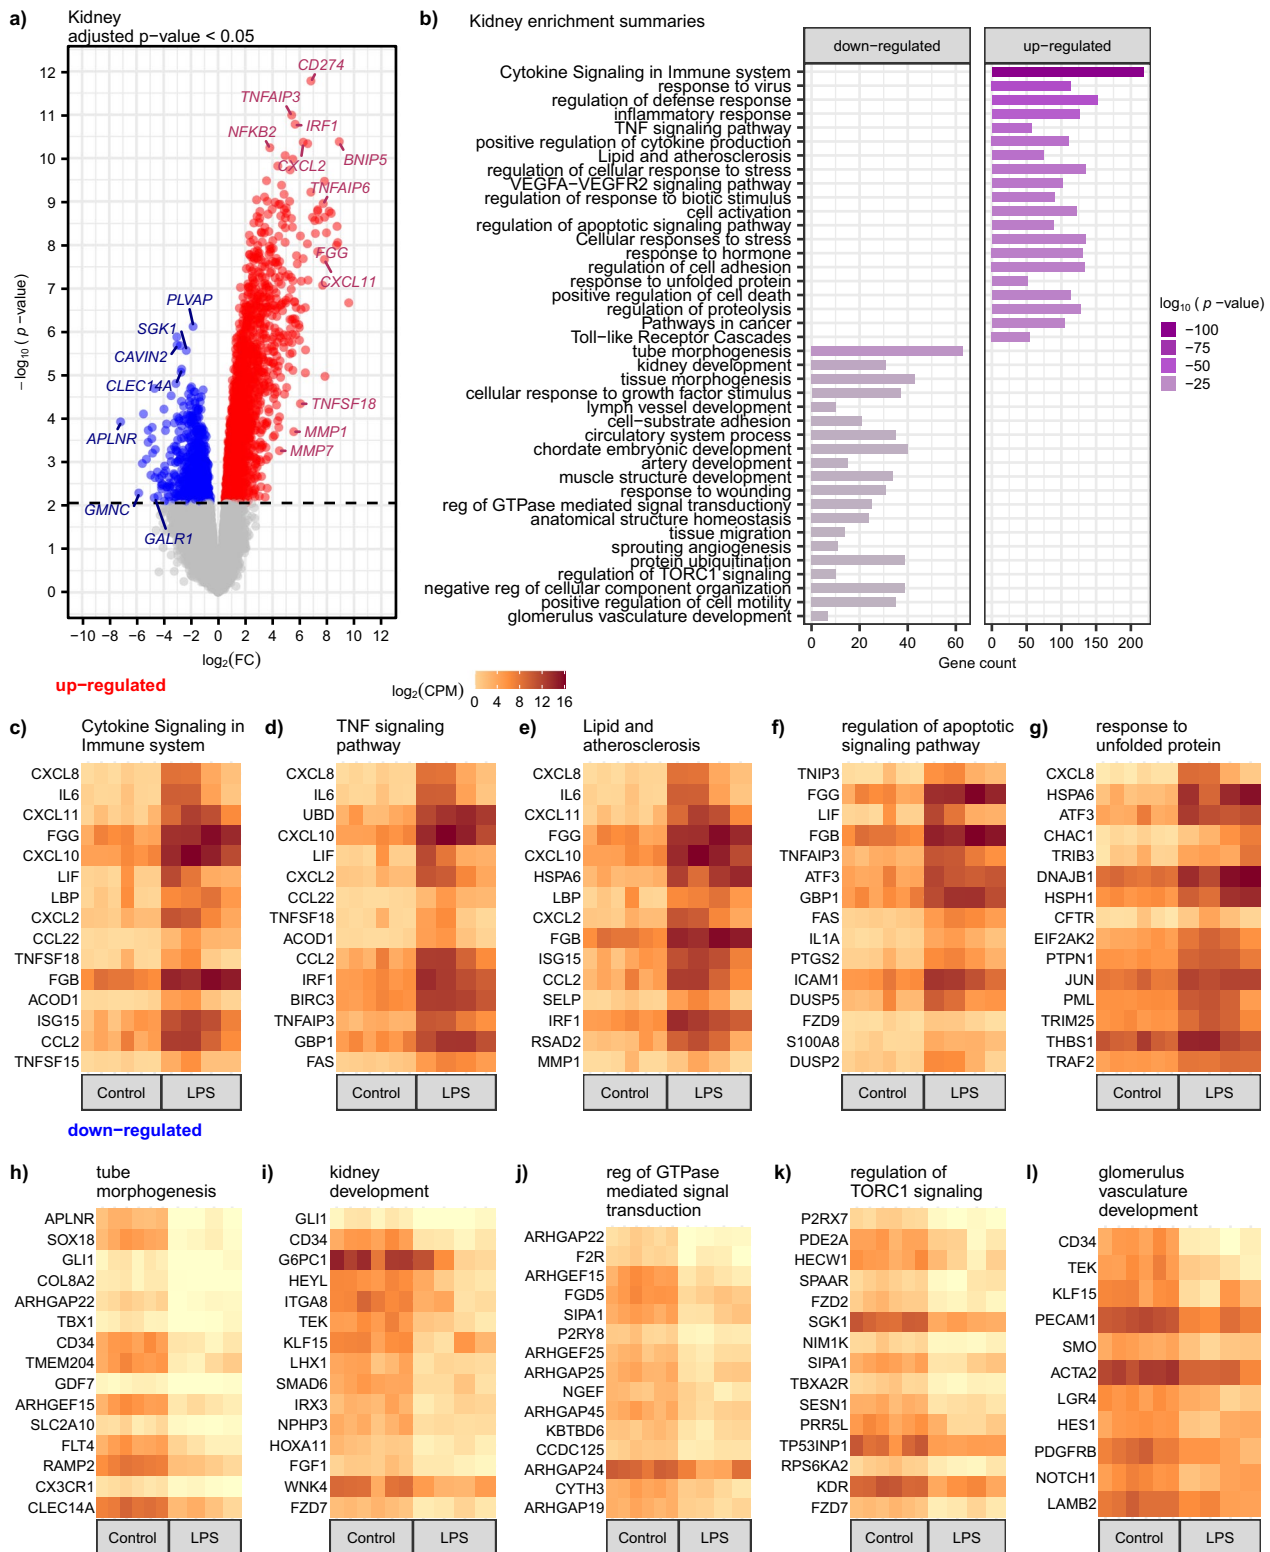 a)
Kidney
adjusted p−value < 0.05
12
11
10
9
8
7
6
5
4
3
2
1
0
−log10 ( p −value)
CD274
TNFAIP3
IRF1
NFKB2
BNIP5
CXCL2
TNFAIP6
FGG
CXCL11
PLVAP
SGK1
CAVIN2
CLEC14A
TNFSF18
APLNR
MMP1
MMP7
GMNC
GALR1
−10 −8 −6 −4 −2 0 2 4 6 8 10 12
log2(FC)
b)
Kidney enrichment summaries
down−regulated
up−regulated
Cytokine Signaling in Immune system
response to virus
regulation of defense response
inflammatory response
TNF signaling pathway
positive regulation of cytokine production
Lipid and atherosclerosis
regulation of cellular response to stress
VEGFA−VEGFR2 signaling pathway
regulation of response to biotic stimulus
cell activation
regulation of apoptotic signaling pathway
Cellular responses to stress
response to hormone
regulation of cell adhesion
response to unfolded protein
positive regulation of cell death
regulation of proteolysis
Pathways in cancer
Toll−like Receptor Cascades
tube morphogenesis
kidney development
tissue morphogenesis
cellular response to growth factor stimulus
lymph vessel development
cell−substrate adhesion
circulatory system process
chordate embryonic development
artery development
muscle structure development
response to wounding
reg of GTPase mediated signal transductiony
anatomical structure homeostasis
tissue migration
sprouting angiogenesis
protein ubiquitination
regulation of TORC1 signaling
negative reg of cellular component organization
positive regulation of cell motility
glomerulus vasculature development
0 20 40 60
0 50 100 150 200
Gene count
log10 ( p −value)
−100
−75
−50
−25
up−regulated
log2(CPM)
0 4 8 12 16
c)
Cytokine Signaling in
Immune system
CXCL8
IL6
CXCL11
FGG
CXCL10
LIF
LBP
CXCL2
CCL22
TNFSF18
FGB
ACOD1
ISG15
CCL2
TNFSF15
Control LPS
d)
TNF signaling
pathway
CXCL8
IL6
UBD
CXCL10
LIF
CXCL2
CCL22
TNFSF18
ACOD1
CCL2
IRF1
BIRC3
TNFAIP3
GBP1
FAS
Control LPS
e)
Lipid and
atherosclerosis
CXCL8
IL6
CXCL11
FGG
CXCL10
HSPA6
LBP
CXCL2
FGB
ISG15
CCL2
SELP
IRF1
RSAD2
MMP1
Control LPS
f)
regulation of apoptotic
signaling pathway
TNIP3
FGG
LIF
FGB
TNFAIP3
ATF3
GBP1
FAS
IL1A
PTGS2
ICAM1
DUSP5
FZD9
S100A8
DUSP2
Control LPS
g)
response to
unfolded protein
CXCL8
HSPA6
ATF3
CHAC1
TRIB3
DNAJB1
HSPH1
CFTR
EIF2AK2
PTPN1
JUN
PML
TRIM25
THBS1
TRAF2
Control LPS
down−regulated
h)
tube
morphogenesis
APLNR
SOX18
GLI1
COL8A2
ARHGAP22
TBX1
CD34
TMEM204
GDF7
ARHGEF15
SLC2A10
FLT4
RAMP2
CX3CR1
CLEC14A
Control LPS
i)
kidney
development
GLI1
CD34
G6PC1
HEYL
ITGA8
TEK
KLF15
LHX1
SMAD6
IRX3
NPHP3
HOXA11
FGF1
WNK4
FZD7
Control LPS
j)
reg of GTPase
mediated signal
transduction
ARHGAP22
F2R
ARHGEF15
FGD5
SIPA1
P2RY8
ARHGEF25
ARHGAP25
NGEF
ARHGAP45
KBTBD6
CCDC125
ARHGAP24
CYTH3
ARHGAP19
Control LPS
k)
regulation of
TORC1 signaling
P2RX7
PDE2A
HECW1
SPAAR
FZD2
SGK1
NIM1K
SIPA1
TBXA2R
SESN1
PRR5L
TP53INP1
RPS6KA2
KDR
FZD7
Control LPS
l)
glomerulus
vasculature
development
CD34
TEK
KLF15
PECAM1
SMO
ACTA2
LGR4
HES1
PDGFRB
NOTCH1
LAMB2
Control LPS